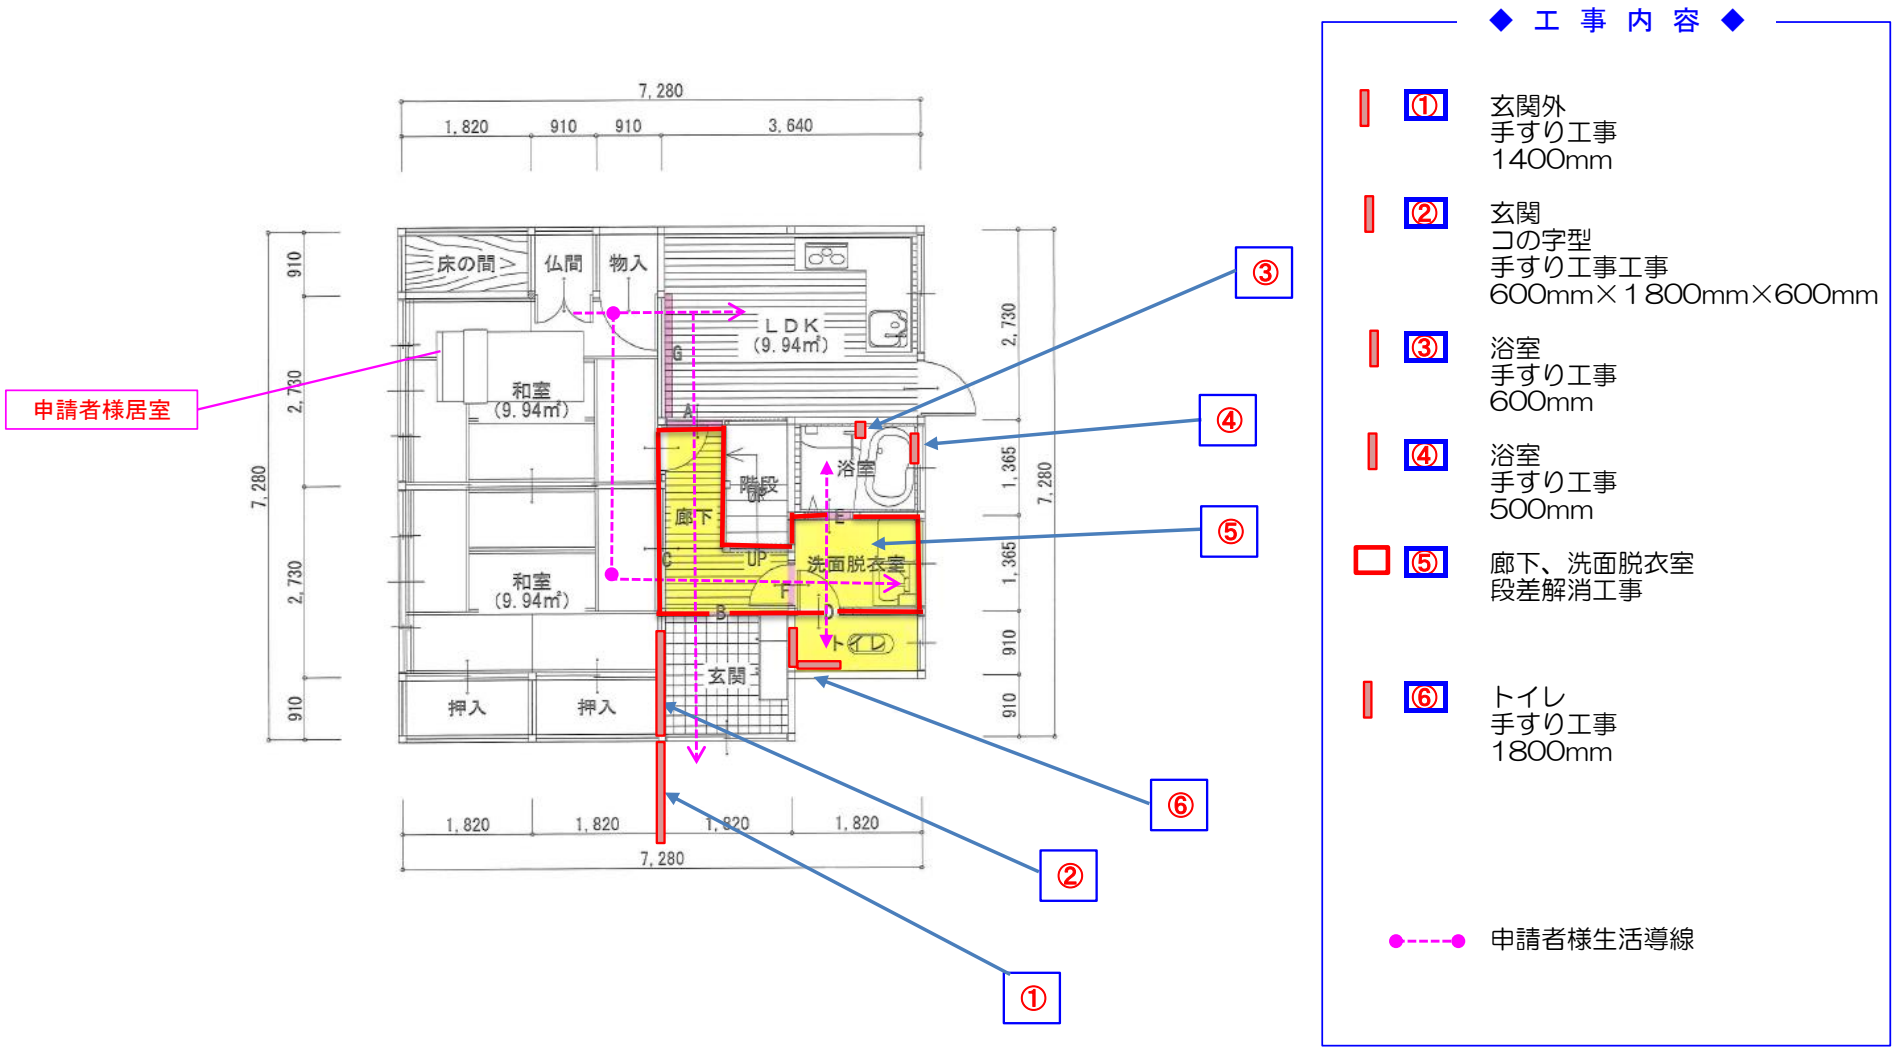 ◆ 工 事 内 容 ◆
①
玄関外
手すり工事
1400mm
②
玄関
コの字型
手すり工事工事
600mm×1800mm×600mm
③
浴室
手すり工事
600mm
④
浴室
手すり工事
500mm
⑤
廊下、洗面脱衣室
段差解消工事
⑥
トイレ
手すり工事
1800mm
申請者様生活導線
7,280
1,820
910
910
3,640
7,280
910
2,730
2,730
910
床の間
仏間
物入
LDK
(9.94㎡)
G
A
和室
(9.94㎡)
申請者様居室
浴室
階段
UP
廊下
E
C
UP
洗面脱衣室
F
和室
(9.94㎡)
B
D
トイレ
玄関
押入
押入
2,730
1,365
1,365
910
910
7,280
③
④
⑤
⑥
②
①
1,820
1,820
1,820
1,820
7,280